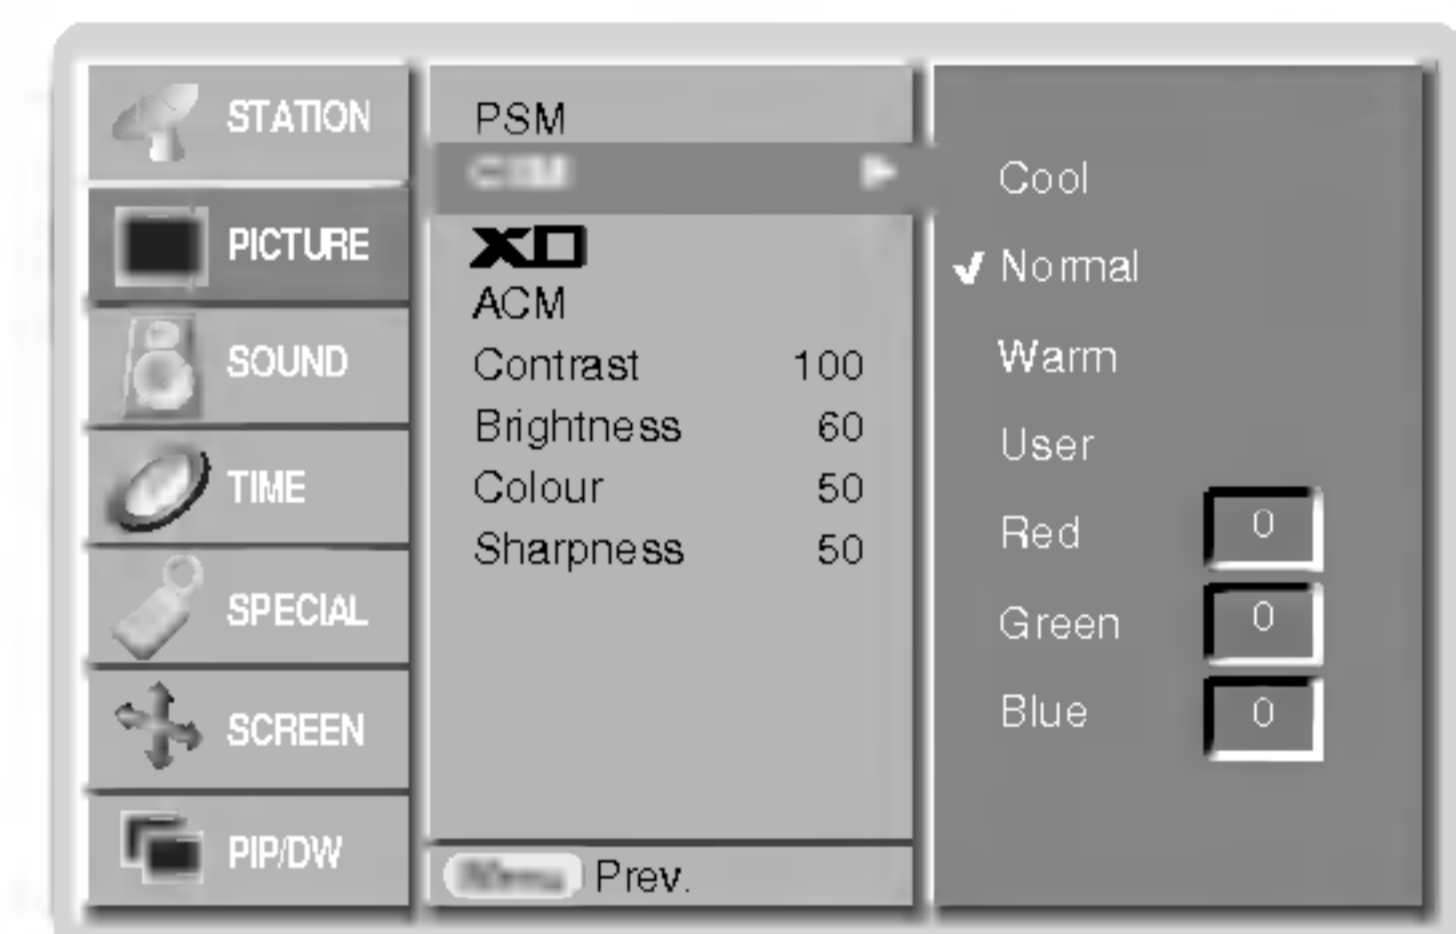 STATION
PICTURE
SOUND
TIME
SPECIAL
SCREEN
PIP/DW
PSM
XD
ACM
Contrast 100
Brightness 60
Colour 50
Sharpness 50
Prev.
Cool
Normal
Warm
User
Red 0
Green 0
Blue 0